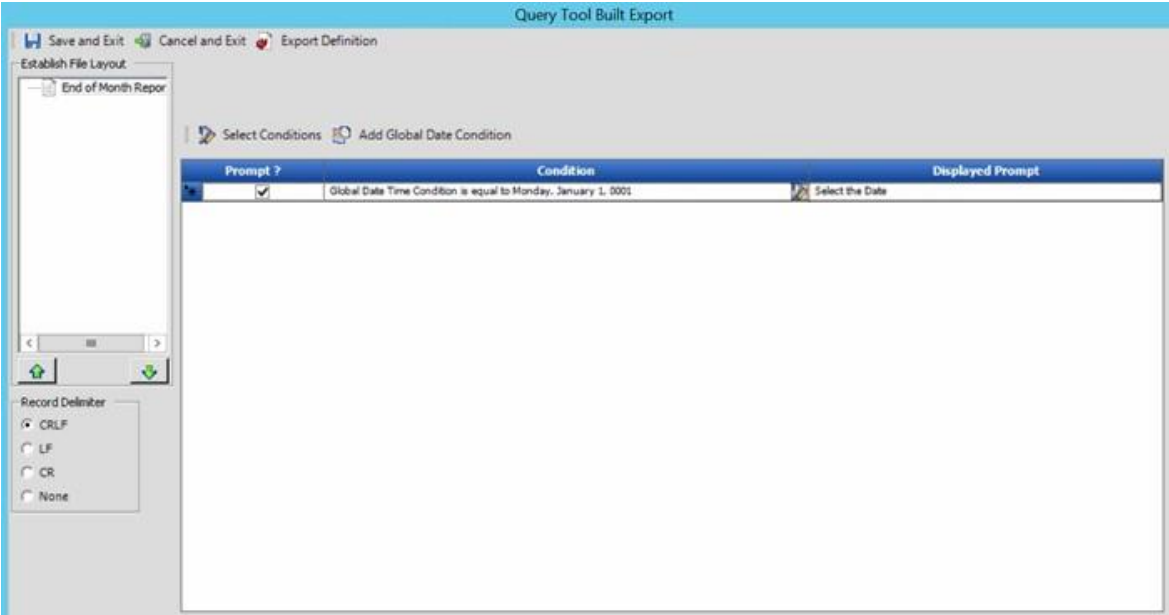 Query Tool Built Export
Save and Exit Cancel and Exit Export Definition
Establish File Layout
End of Month Repor
Select Conditions Add Global Date Condition
Prompt ? Condition Displayed Prompt
Global Date Time Condition is equal to Monday, January 1, 0001 Select the Date
Record Delimiter
CRLF
LF
CR
None